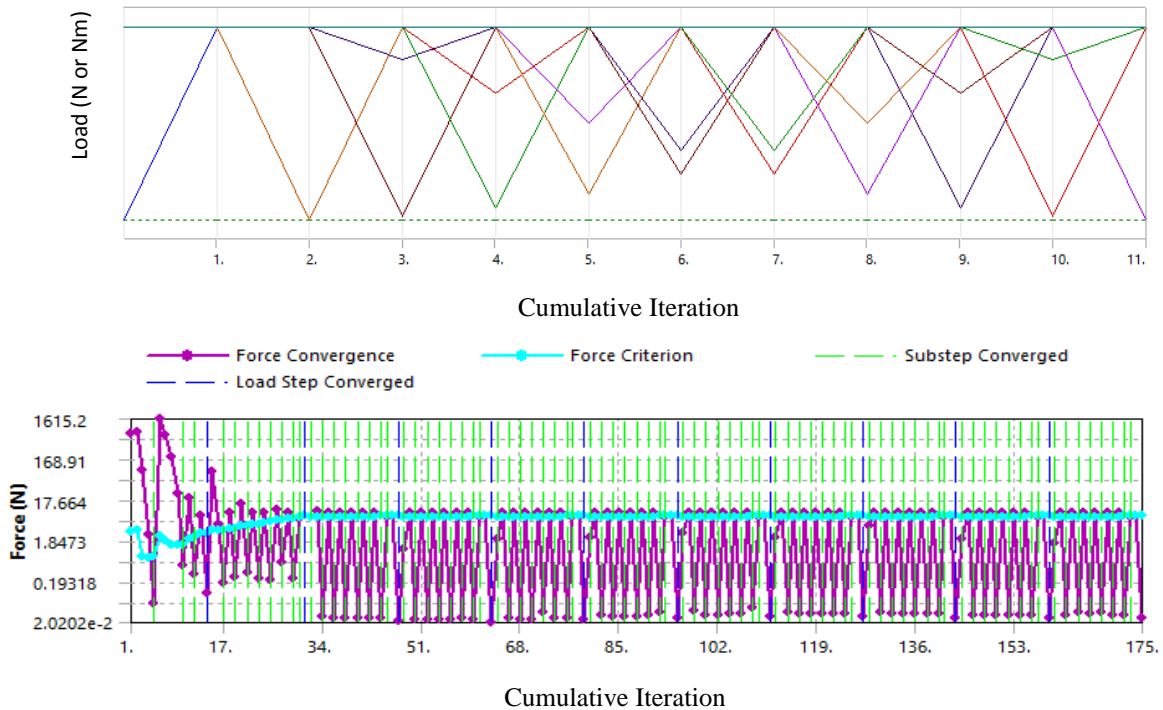 Load (N or Nm)
1. 2. 3. 4. 5. 6. 7. 8. 9. 10. 11.
Cumulative Iteration
Force Convergence Force Criterion Substep Converged
Load Step Converged
Force (N)
1615.2
168.91
17.664
1.8473
0.19318
2.0202e-2
1. 17. 34. 51. 68. 85. 102. 119. 136. 153. 175.
Cumulative Iteration